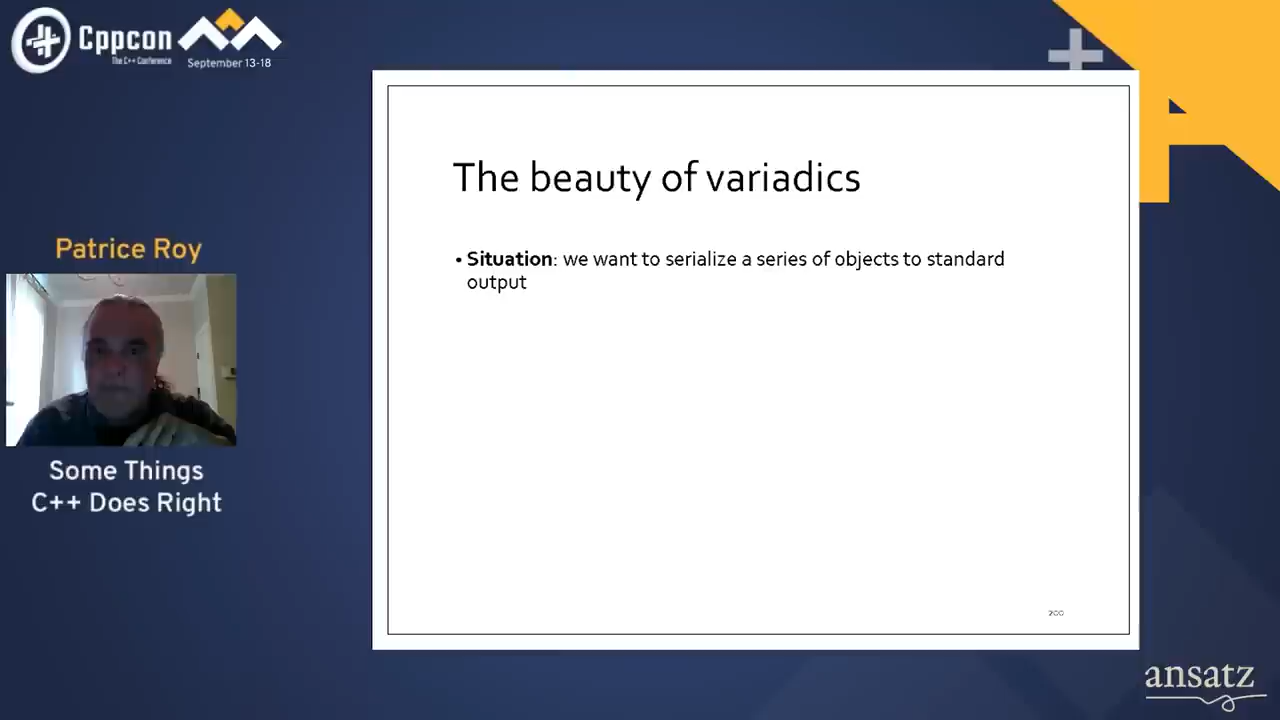 Cppcon
The C++ Conference
September 13-18
The beauty of variadics
Patrice Roy
• Situation: we want to serialize a series of objects to standard
output
Some Things
C++ Does Right
200
ansatz